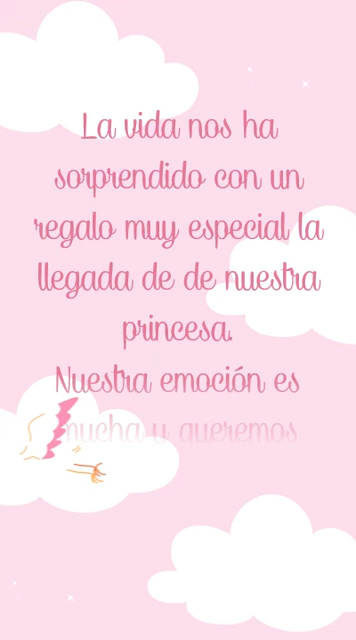 La vida nos ha
sorprendido con un
regalo muy especial la
llegada de de nuestra
princesa.
Nuestra emoción es
mucha y queremos